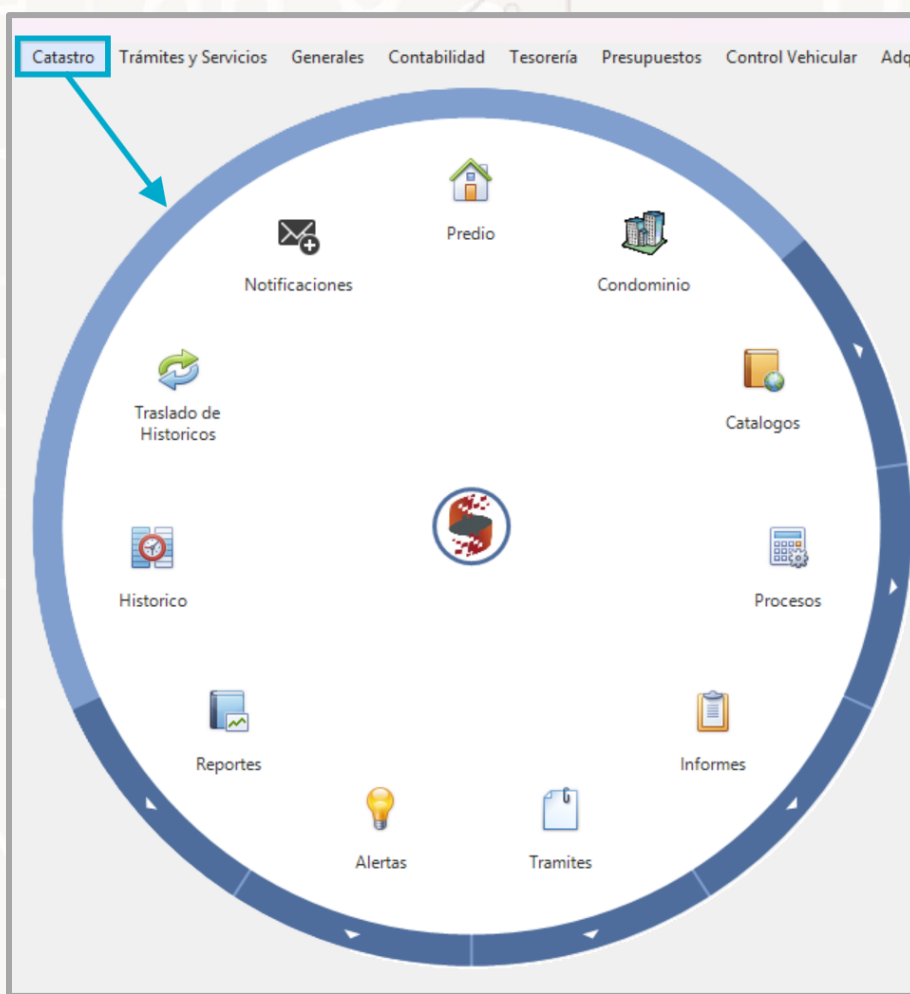 Catastro Trámites y Servicios Generales Contabilidad Tesorería Presupuestos Control Vehicular Adq
Predio
Notificaciones
Condominio
Traslado de
Historicos
Catalogos
Historico
Procesos
Reportes
Informes
Alertas
Tramites